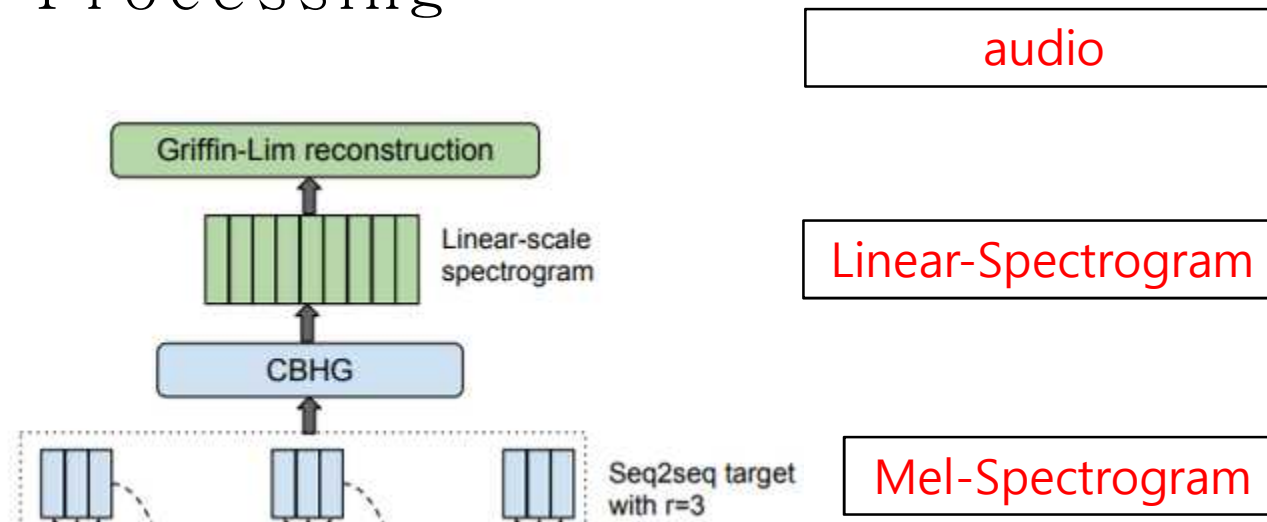 Processing
audio
Griffin-Lim reconstruction
Linear-scale
spectrogram
Linear-Spectrogram
CBHG
Seq2seq target
with r=3
Mel-Spectrogram